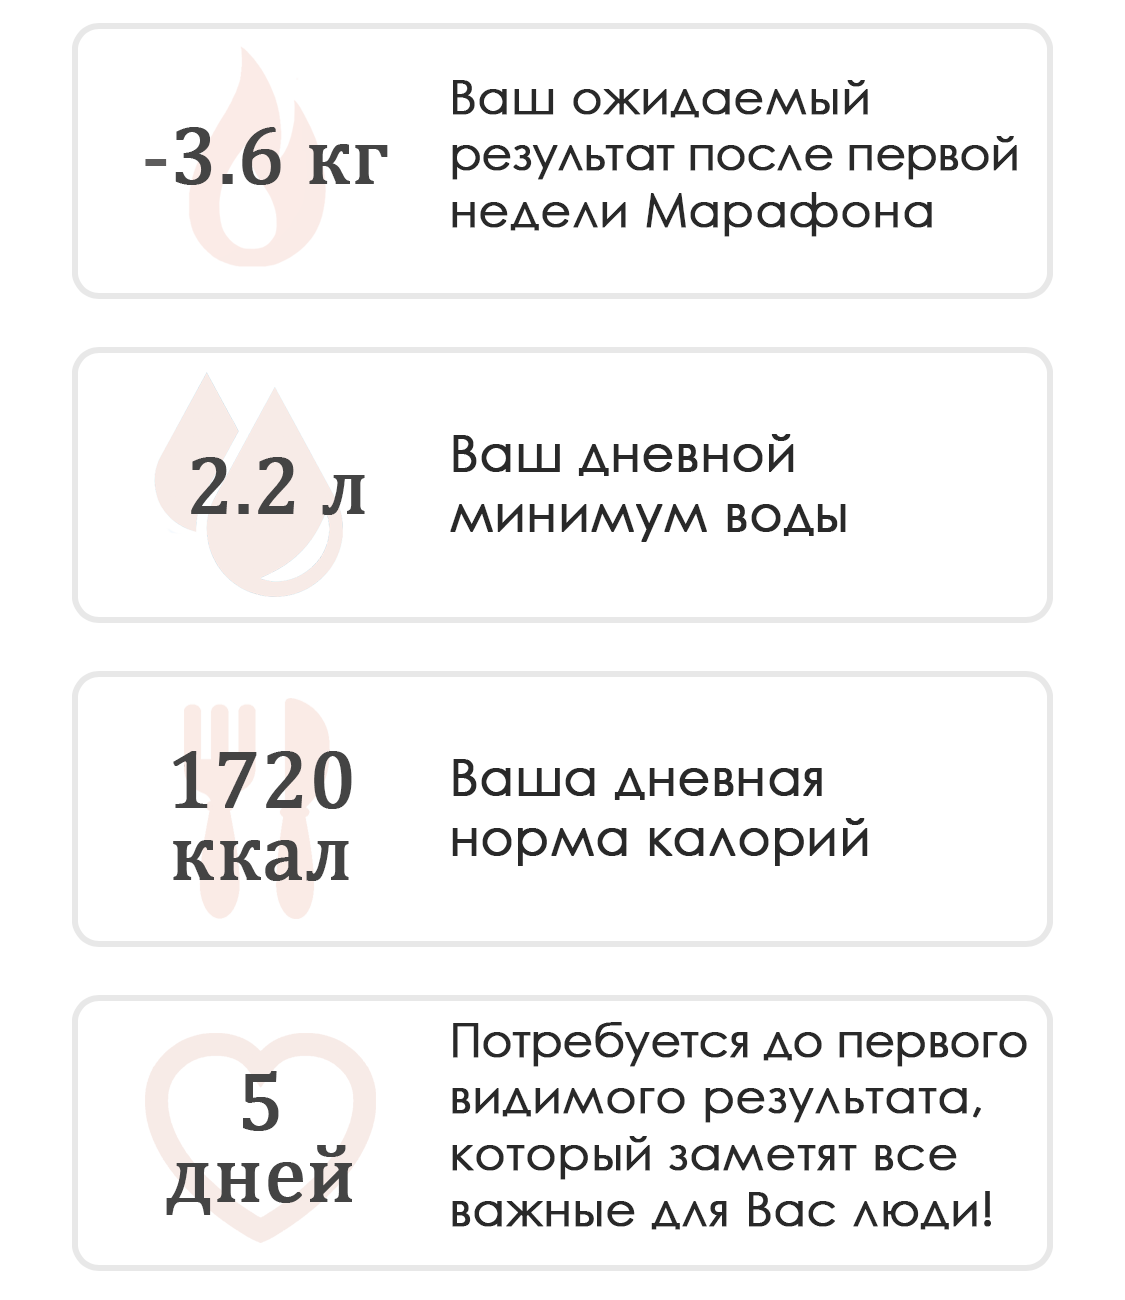 -3.6 кг
Ваш ожидаемый
результат после первой
недели Марафона
2.2 л
Ваш дневной
минимум воды
1720
ккал
Ваша дневная
норма калорий
5
дней
Потребуется до первого
видимого результата,
который заметят все
важные для Вас люди!